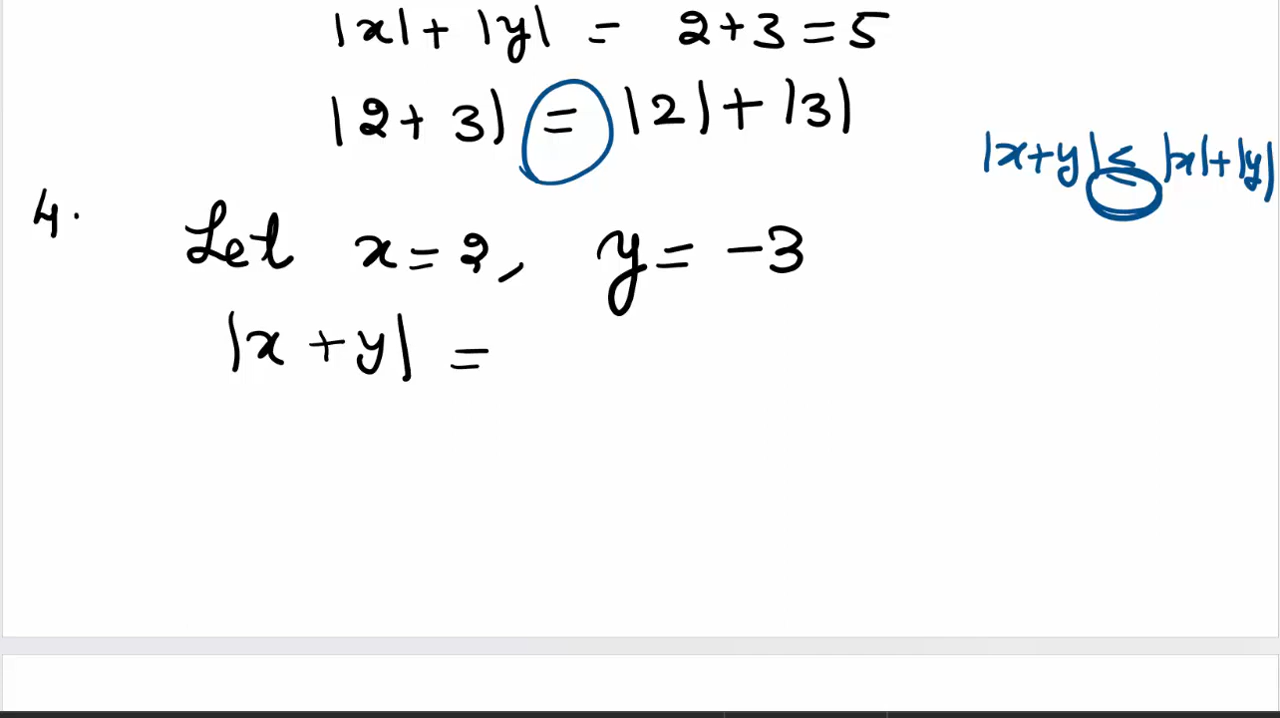 |x| + |y| = 2+3 = 5
|2+ 3| = |2| + |3|
|x+y| ≤ |x|+|y|
4. Let x = 2, y = -3
|x + y| =